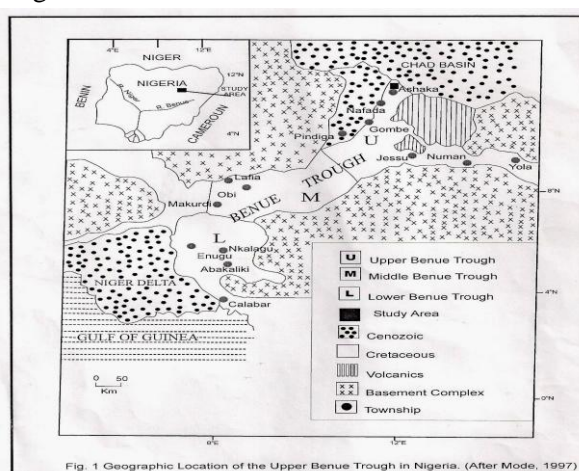 4°E 12°E
NIGER
12°N
NIGERIA
STUDY AREA
BENIN
R. Niger
R. Benue
CAMEROUN
4°N
CHAD BASIN
Ashaka
Nafada
Gombe
Pindiga
U
Jessu
Numan
Yola
8°N
Lafia
Obi
Makurdi
BENUE TROUGH
M
L
Nkalagu
Enugu
Abakaliki
NIGER DELTA
Calabar
4°N
GULF OF GUINEA
0 50
Km
0°N
U Upper Benue Trough
M Middle Benue Trough
L Lower Benue Trough
Study Area
Cenozoic
Cretaceous
Volcanics
Basement Complex
Township
8°E 12°E
Fig. 1 Geographic Location of the Upper Benue Trough in Nigeria. (After Mode, 1997)